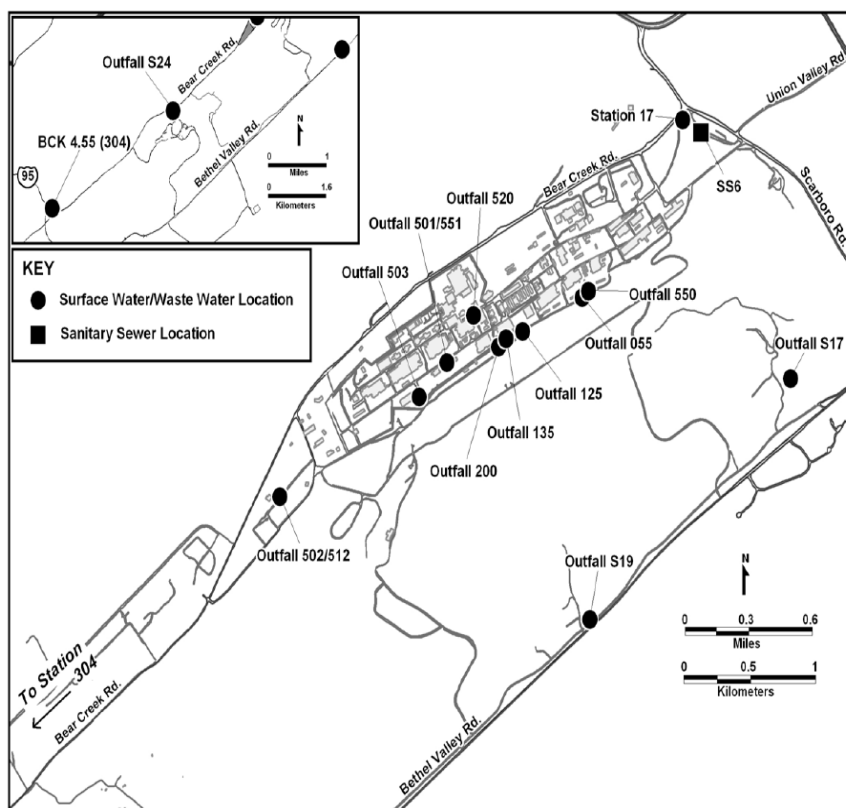 Outfall S24
Bear Creek Rd.
BCK 4.55 (304)
95
Bethel Valley Rd.
N
0 1
Miles
0 1.6
Kilometers
KEY
Surface Water/Waste Water Location
Sanitary Sewer Location
Station 17
Union Valley Rd.
SS6
Scarboro Rd.
Bear Creek Rd.
Outfall 520
Outfall 501/551
Outfall 503
Outfall 550
Outfall 055
Outfall S17
Outfall 125
Outfall 135
Outfall 200
Outfall 502/512
Outfall S19
N
0 0.3 0.6
Miles
0 0.5 1
Kilometers
To Station
304
Bear Creek Rd.
Bethel Valley Rd.